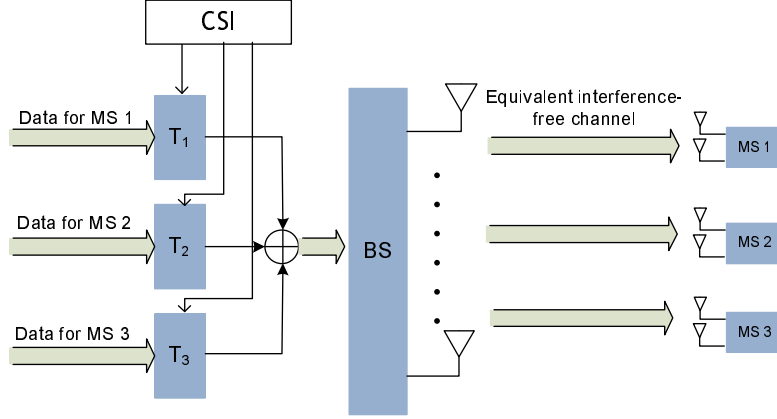 CSI
Data for MS 1
T1
Data for MS 2
T2
Data for MS 3
T3
BS
Equivalent interference-
free channel
MS 1
MS 2
MS 3